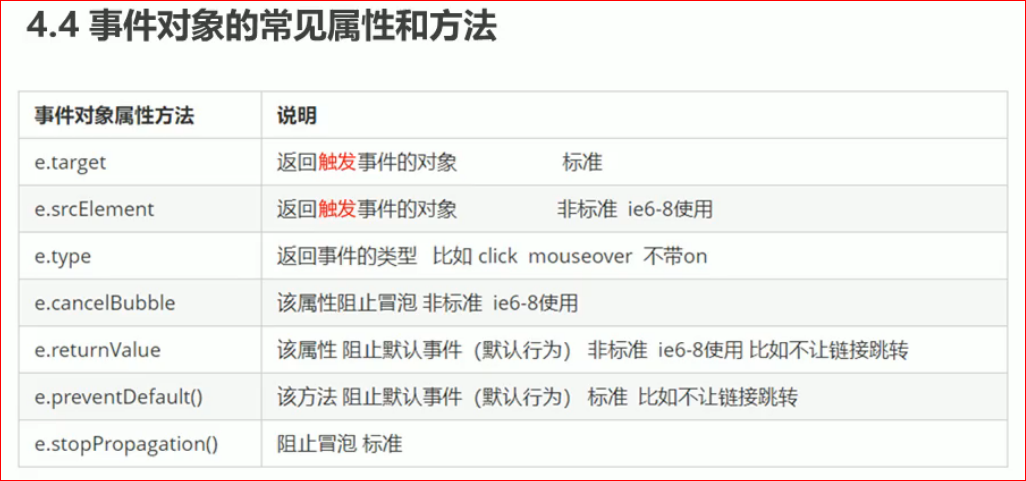 4.4 事件对象的常见属性和方法
事件对象属性方法 说明
e.target 返回触发事件的对象 标准
e.srcElement 返回触发事件的对象 非标准 ie6-8使用
e.type 返回事件的类型 比如 click mouseover 不带on
e.cancelBubble 该属性阻止冒泡 非标准 ie6-8使用
e.returnValue 该属性 阻止默认事件（默认行为） 非标准 ie6-8使用 比如不让链接跳转
e.preventDefault() 该方法 阻止默认事件（默认行为） 标准 比如不让链接跳转
e.stopPropagation() 阻止冒泡 标准